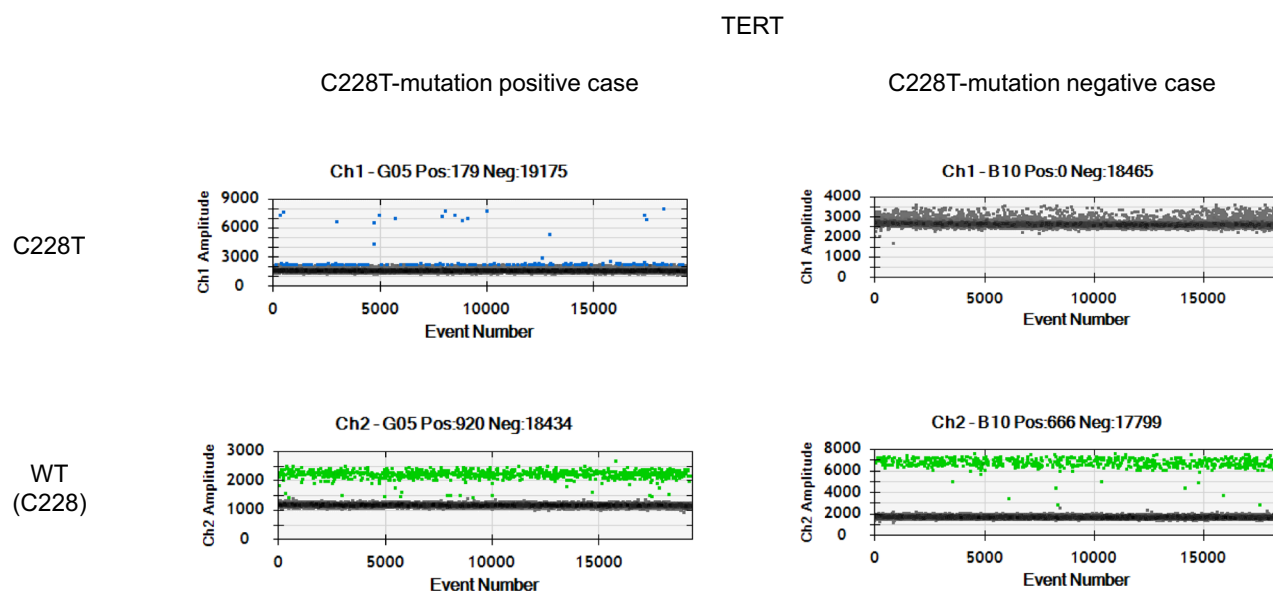 TERT
C228T-mutation positive case
C228T-mutation negative case
C228T
Ch1 - G05 Pos:179 Neg:19175
Ch1 Amplitude
9000
6000
3000
0
0 5000 10000 15000
Event Number
Ch1 - B10 Pos:0 Neg:18465
Ch1 Amplitude
4000
3000
2000
1000
0
0 5000 10000 15000
Event Number
WT
(C228)
Ch2 - G05 Pos:920 Neg:18434
Ch2 Amplitude
3000
2000
1000
0
0 5000 10000 15000
Event Number
Ch2 - B10 Pos:666 Neg:17799
Ch2 Amplitude
8000
6000
4000
2000
0
0 5000 10000 15000
Event Number